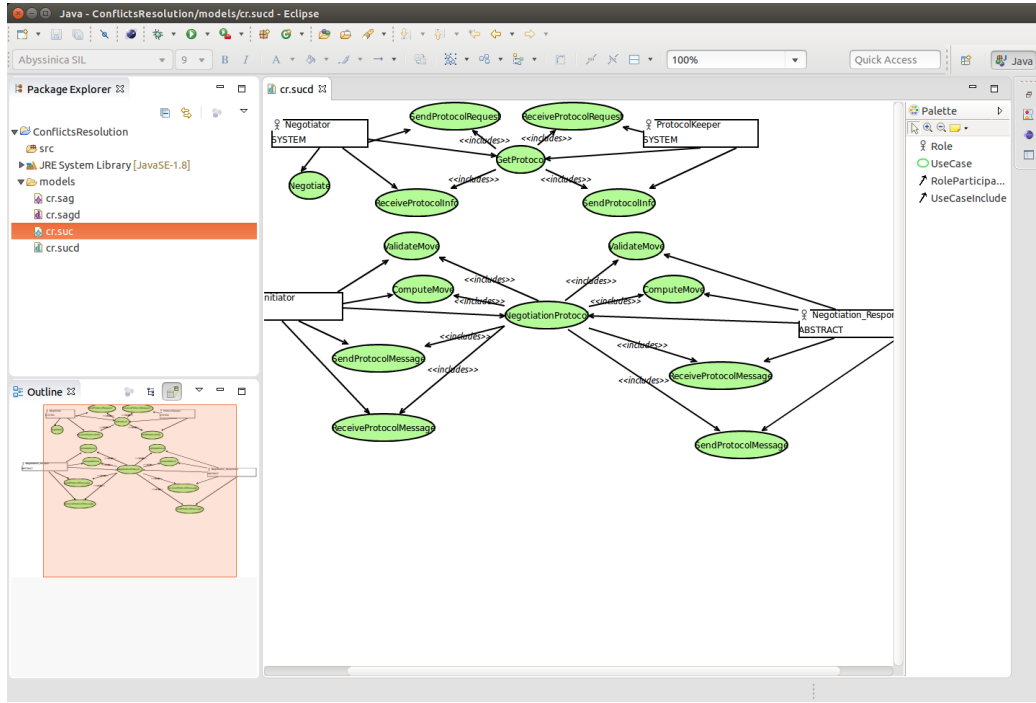 Java - ConflictsResolution/models/cr.sucd - Eclipse
Abyssinica SIL
9
B I
A
100%
Quick Access
Java
Package Explorer
ConflictsResolution
src
JRE System Library [JavaSE-1.8]
models
cr.sag
cr.sagd
cr.suc
cr.sucd
Outline
cr.sucd
Negotiator
SYSTEM
SendProtocolRequest
ReceiveProtocolRequest
ProtocolKeeper
SYSTEM
<<includes>>
<<includes>>
GetProtocol
<<includes>>
<<includes>>
Negotiate
ReceiveProtocolInfo
SendProtocolInfo
ValidateMove
ValidateMove
<<includes>>
<<includes>>
ComputeMove
ComputeMove
<<includes>>
<<includes>>
nitiator
NegotiationProtocol
Negotiation_Respon
ABSTRACT
<<includes>>
<<includes>>
SendProtocolMessage
<<includes>>
<<includes>>
ReceiveProtocolMessage
ReceiveProtocolMessage
SendProtocolMessage
Palette
Role
UseCase
RoleParticipa...
UseCaseInclude